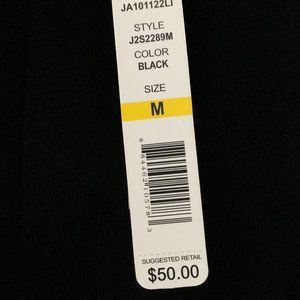 JA101122LI
STYLE
J2S2289M
COLOR
BLACK
SIZE
M
SUGGESTED RETAIL
$50.00